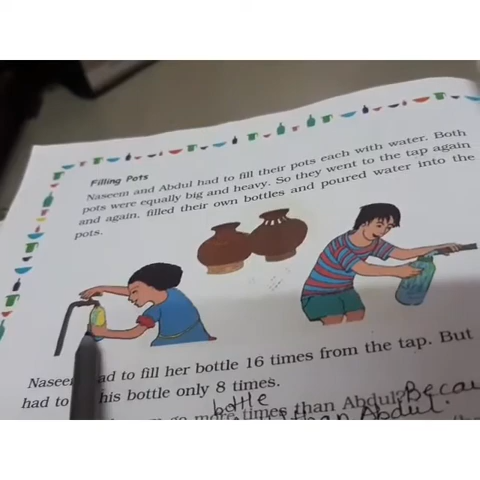 Filling Pots
Naseem and Abdul had to fill their pots each with water. Both
pots were equally big and heavy. So they went to the tap again
and again, filled their own bottles and poured water into the
pots.
had to fill her bottle 16 times from the tap. But
had to his bottle only 8 times.
bottle
more times than Abdul? Becau
than Abdul.